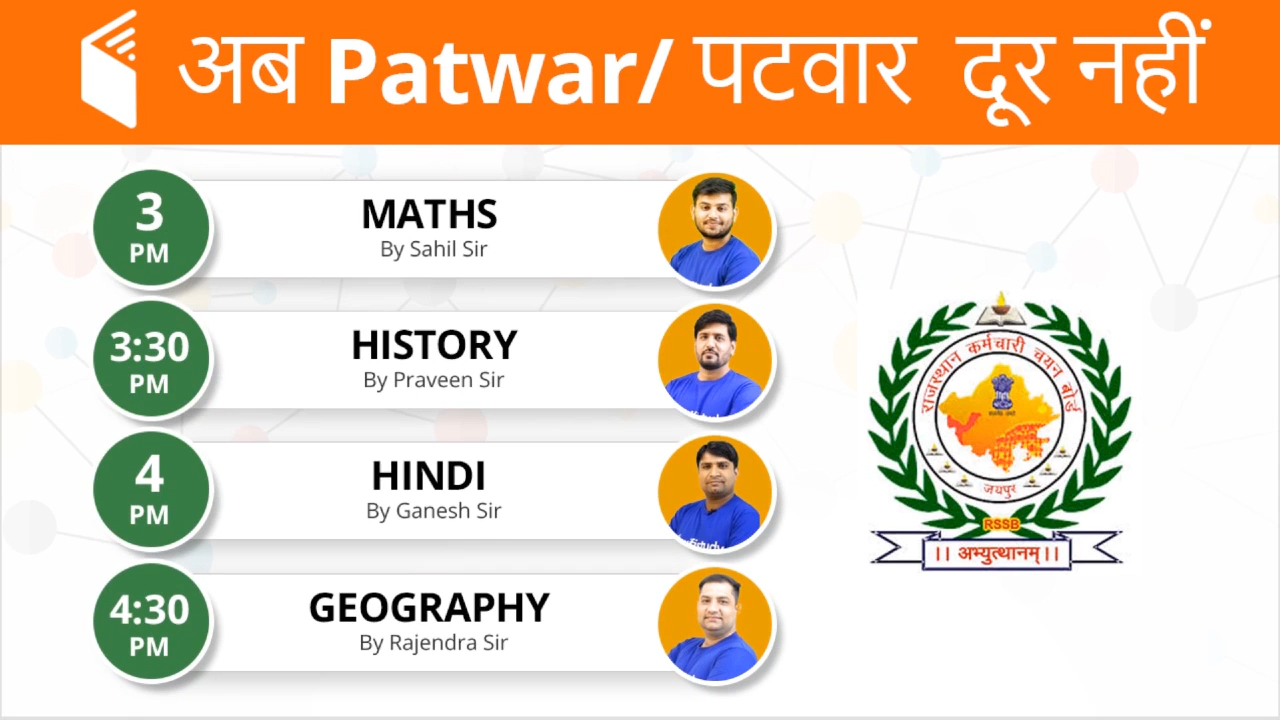 अब Patwar/ पटवार दूर नहीं
3
PM
MATHS
By Sahil Sir
3:30
PM
HISTORY
By Praveen Sir
4
PM
HINDI
By Ganesh Sir
4:30
PM
GEOGRAPHY
By Rajendra Sir
राजस्थान कर्मचारी चयन बोर्ड
जयपुर
RSSB
।। अभ्युत्थानम्।।